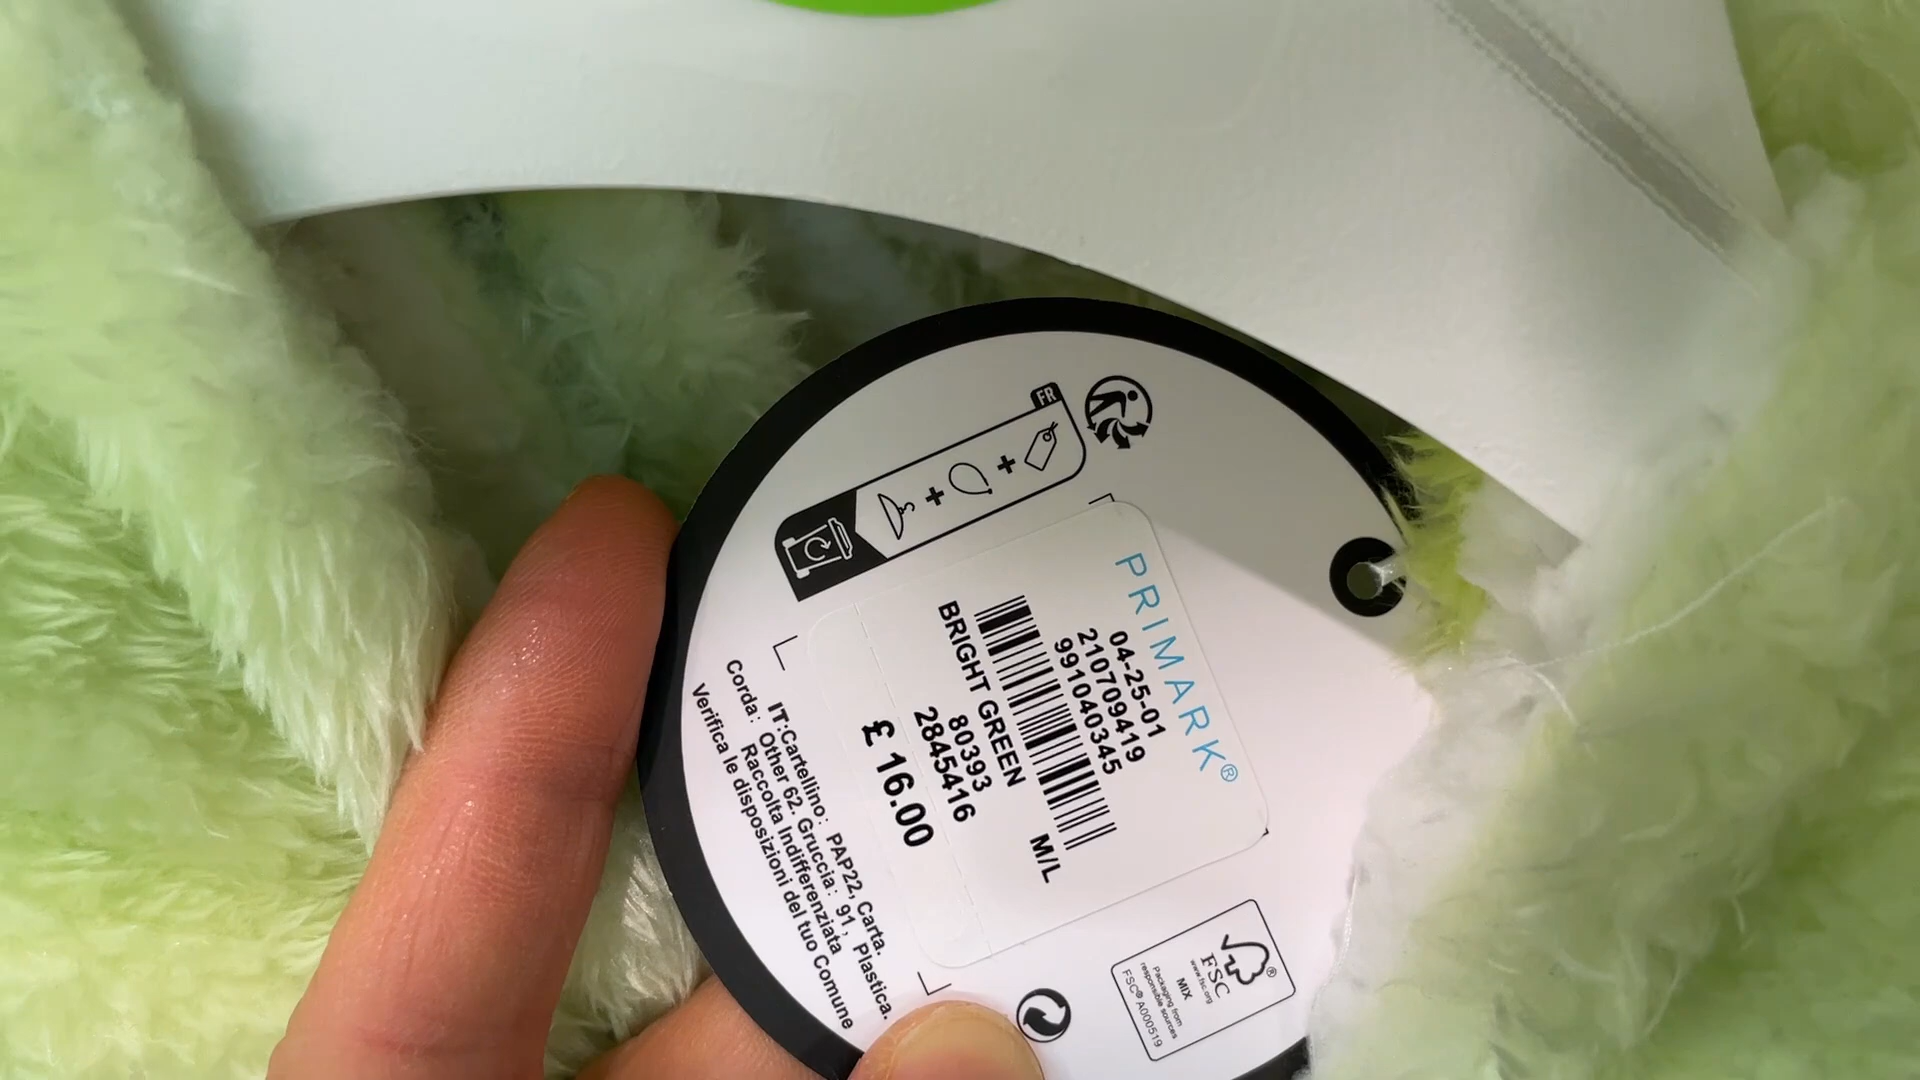 FR
PRIMARK®
04-25-01
210709419
991040345
M/L
BRIGHT GREEN
80393
2845416
£ 16.00
IT:Cartellino: PAP22, Carta.
Corda: Other 62. Gruccia: 91, Plastica.
Raccolta Indifferenziata
Verifica le disposizioni del tuo Comune
FSC
www.fsc.org
MIX
Packaging from
responsible sources
FSC® A000519